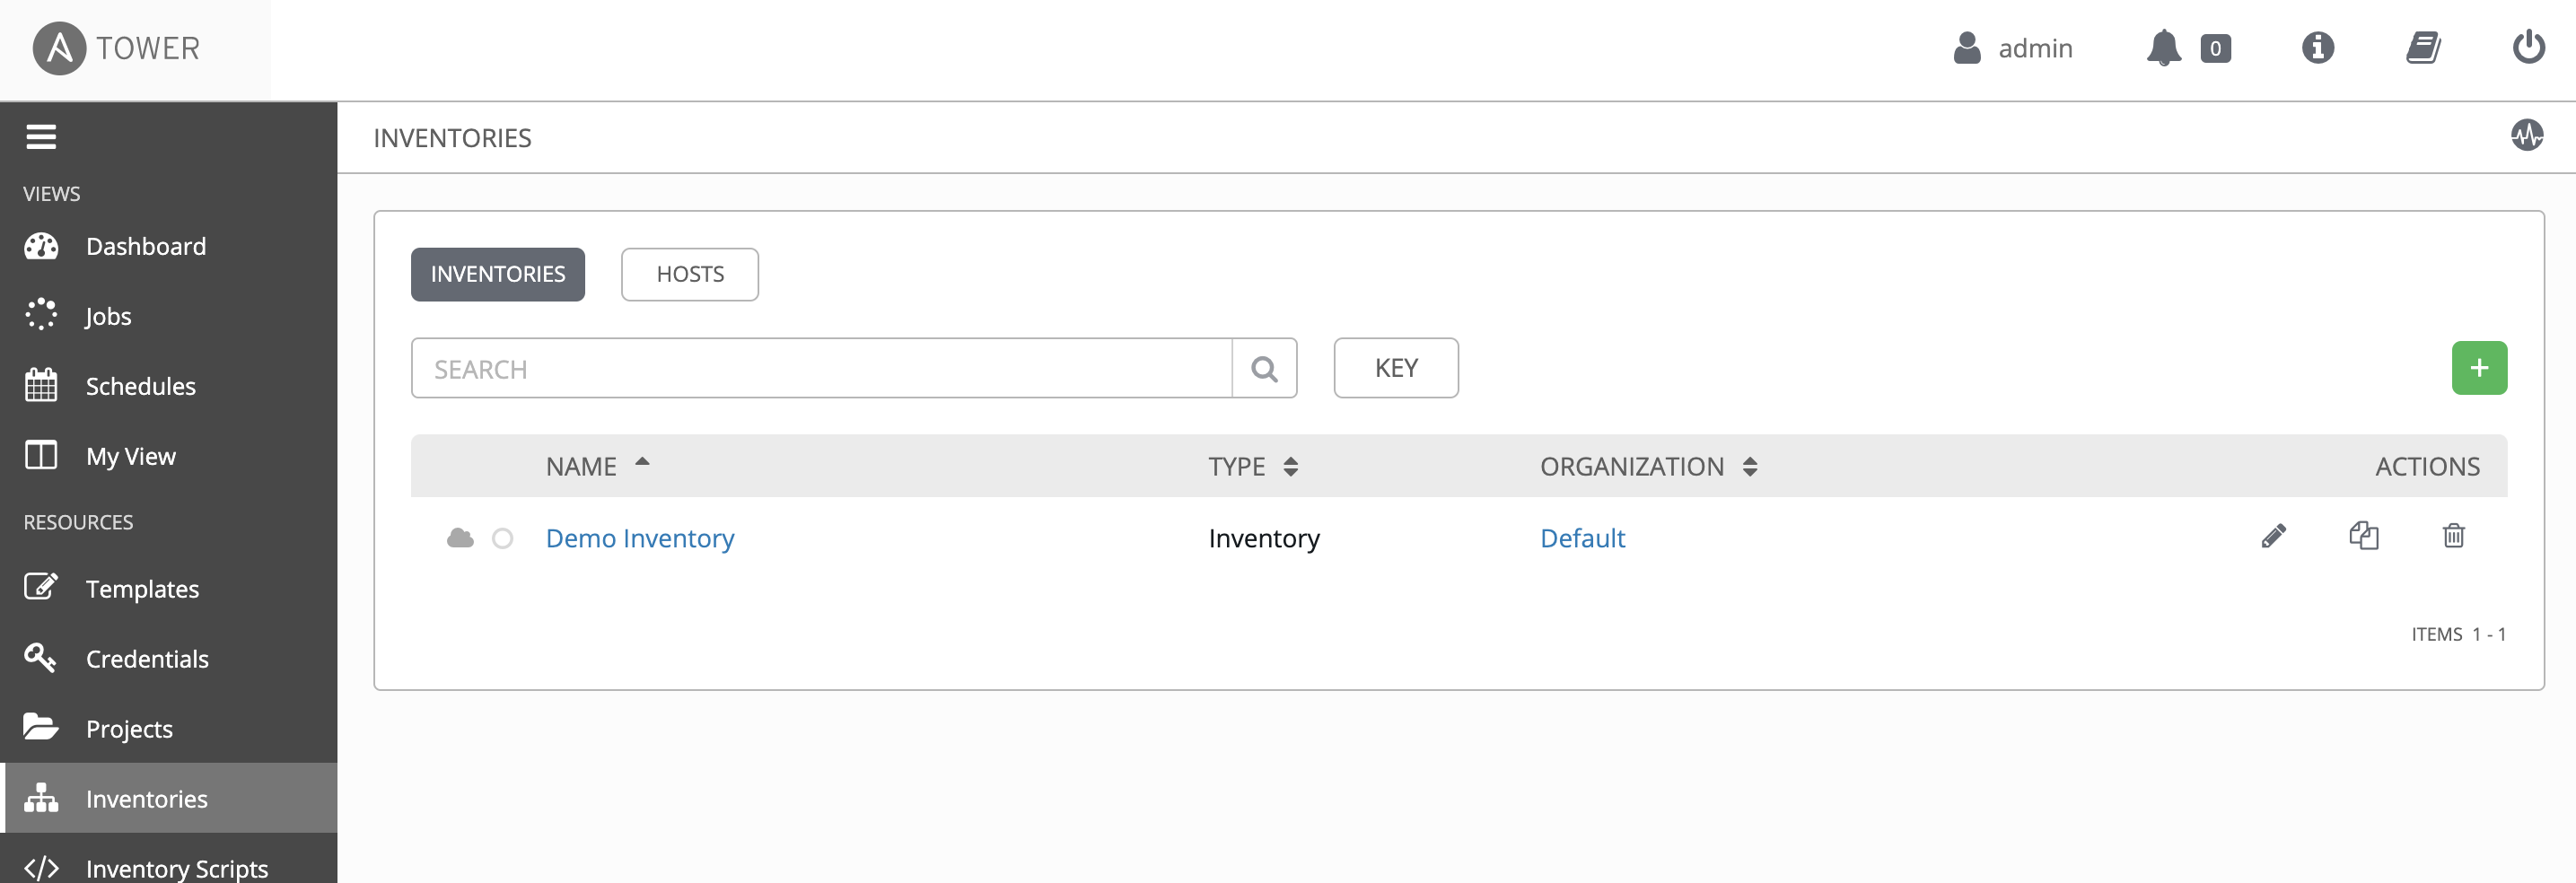 TOWER
admin
0
VIEWS
Dashboard
Jobs
Schedules
My View
RESOURCES
Templates
Credentials
Projects
Inventories
Inventory Scripts
INVENTORIES
INVENTORIES HOSTS
SEARCH KEY
+
NAME TYPE ORGANIZATION ACTIONS
Demo Inventory Inventory Default
ITEMS 1 - 1